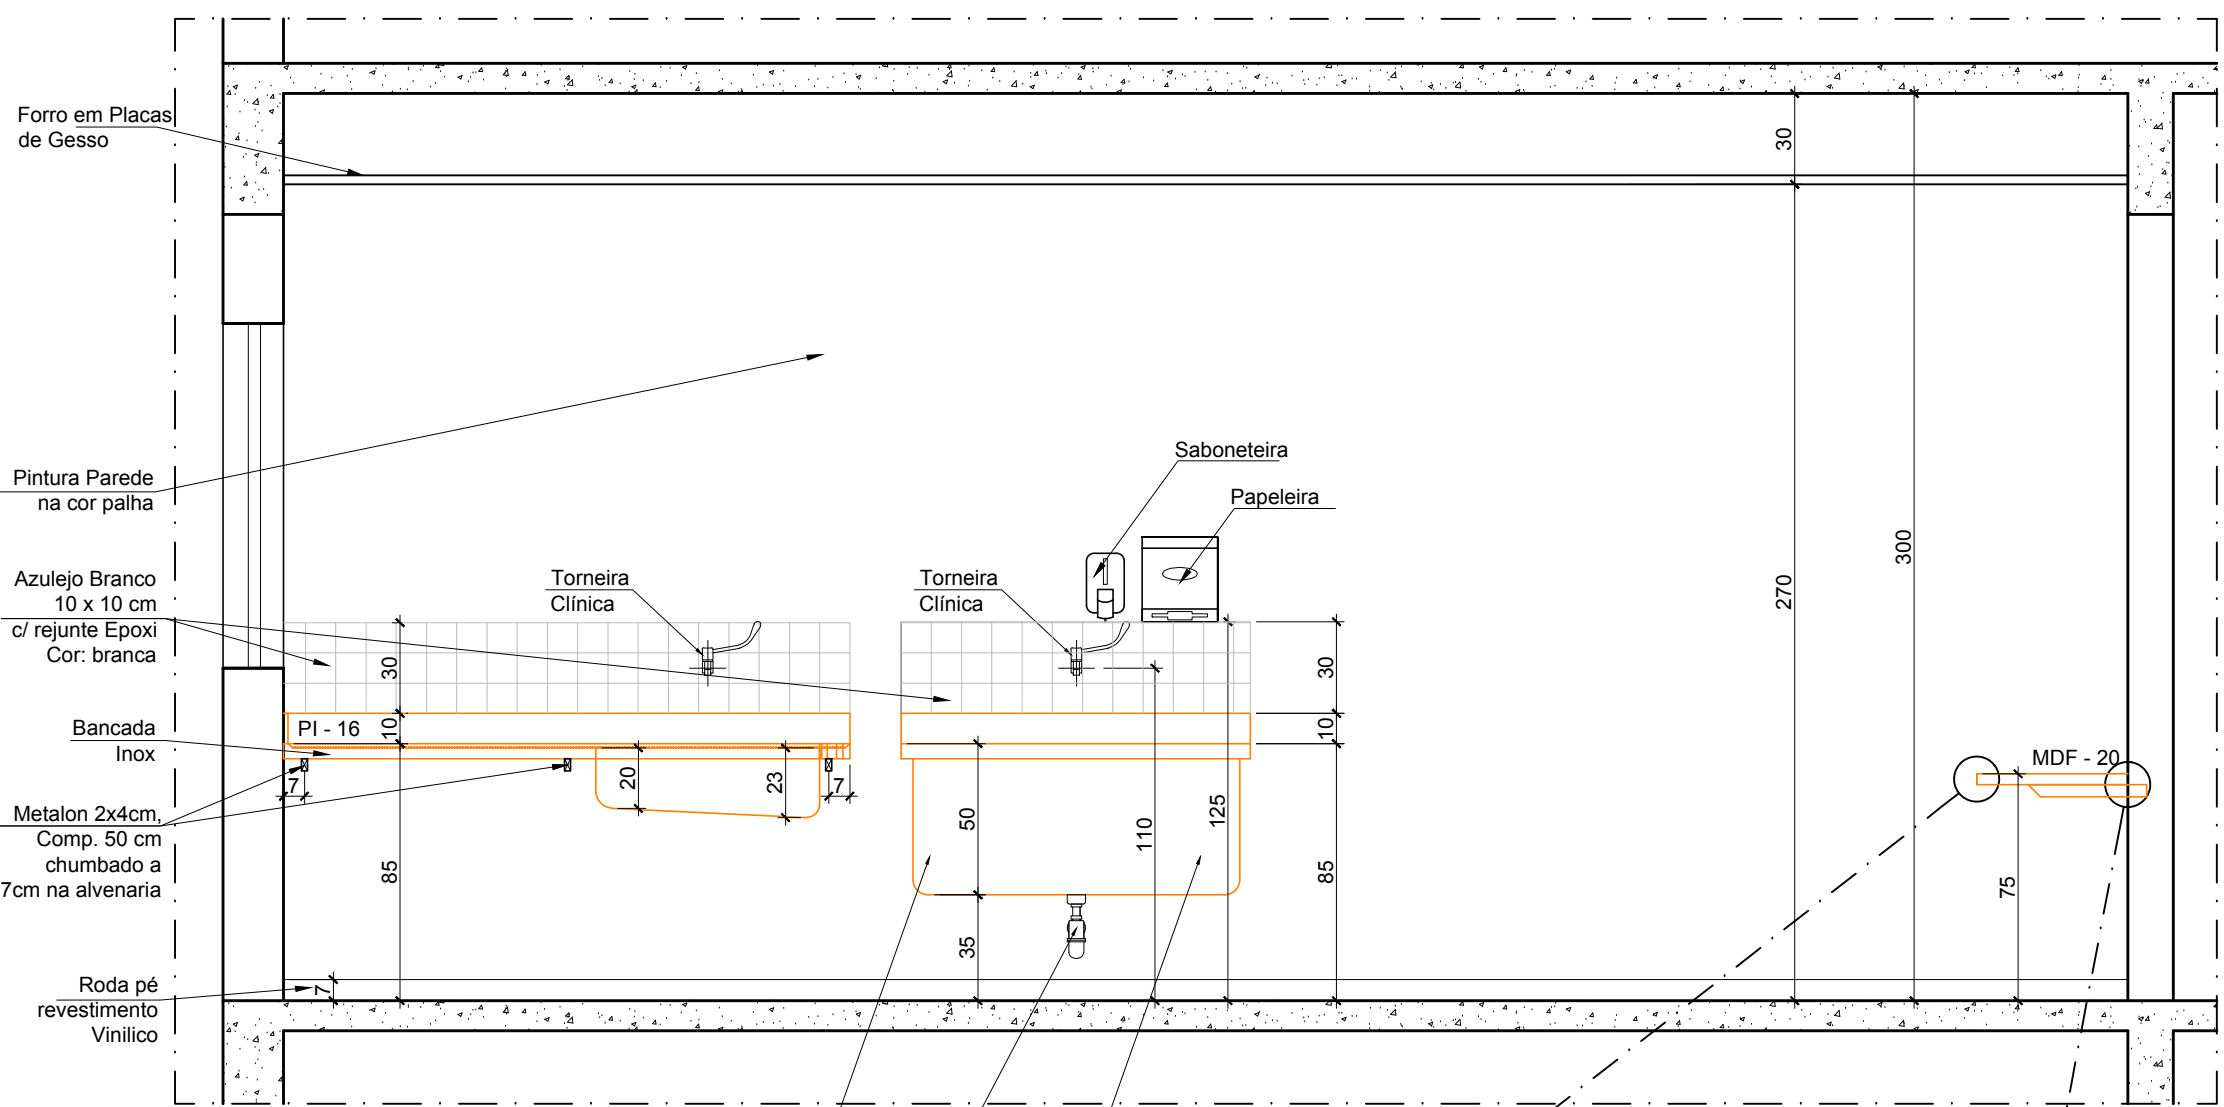 Forro em Placas
de Gesso
30
Pintura Parede
na cor palha
Saboneteira
Papeleira
300
270
Azulejo Branco
10 x 10 cm
c/ rejunte Epoxi
Cor: branca
Torneira
Clínica
Torneira
Clínica
30
30
Bancada
Inox
PI - 16
10
10
MDF - 20
7
20
23
7
Metalon 2x4cm,
Comp. 50 cm
chumbado a
7cm na alvenaria
85
50
110
125
85
75
35
Roda pé
revestimento
Vinilico
7